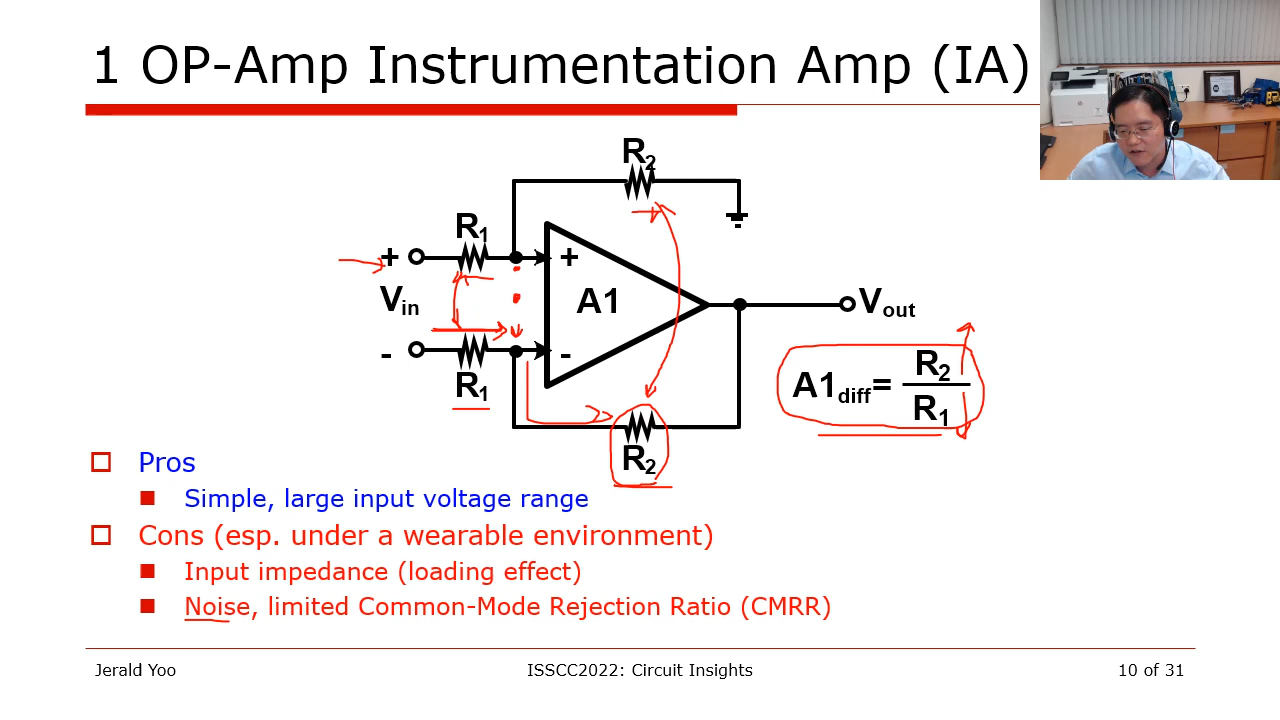 1 OP-Amp Instrumentation Amp (IA)
R2
R1
+
+
Vin
A1
Vout
-
-
R1
A1diff= R2
R1
R2
Pros
Simple, large input voltage range
Cons (esp. under a wearable environment)
Input impedance (loading effect)
Noise, limited Common-Mode Rejection Ratio (CMRR)
Jerald Yoo
ISSCC2022: Circuit Insights
10 of 31